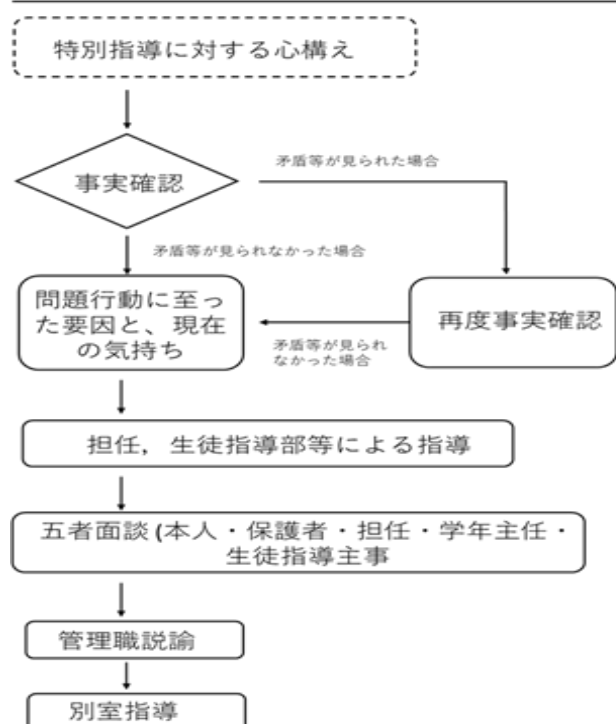 特別指導に対する心構え
事実確認
矛盾等が見られた場合
矛盾等が見られなかった場合
問題行動に至っ
た要因と、現在
の気持ち
再度事実確認
矛盾等が見られ
なかった場合
担任，生徒指導部等による指導
五者面談(本人・保護者・担任・学年主任・
生徒指導主事
管理職説諭
別室指導